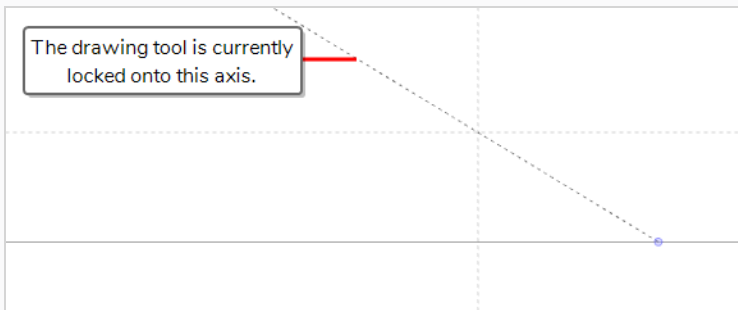 The drawing tool is currently
locked onto this axis.